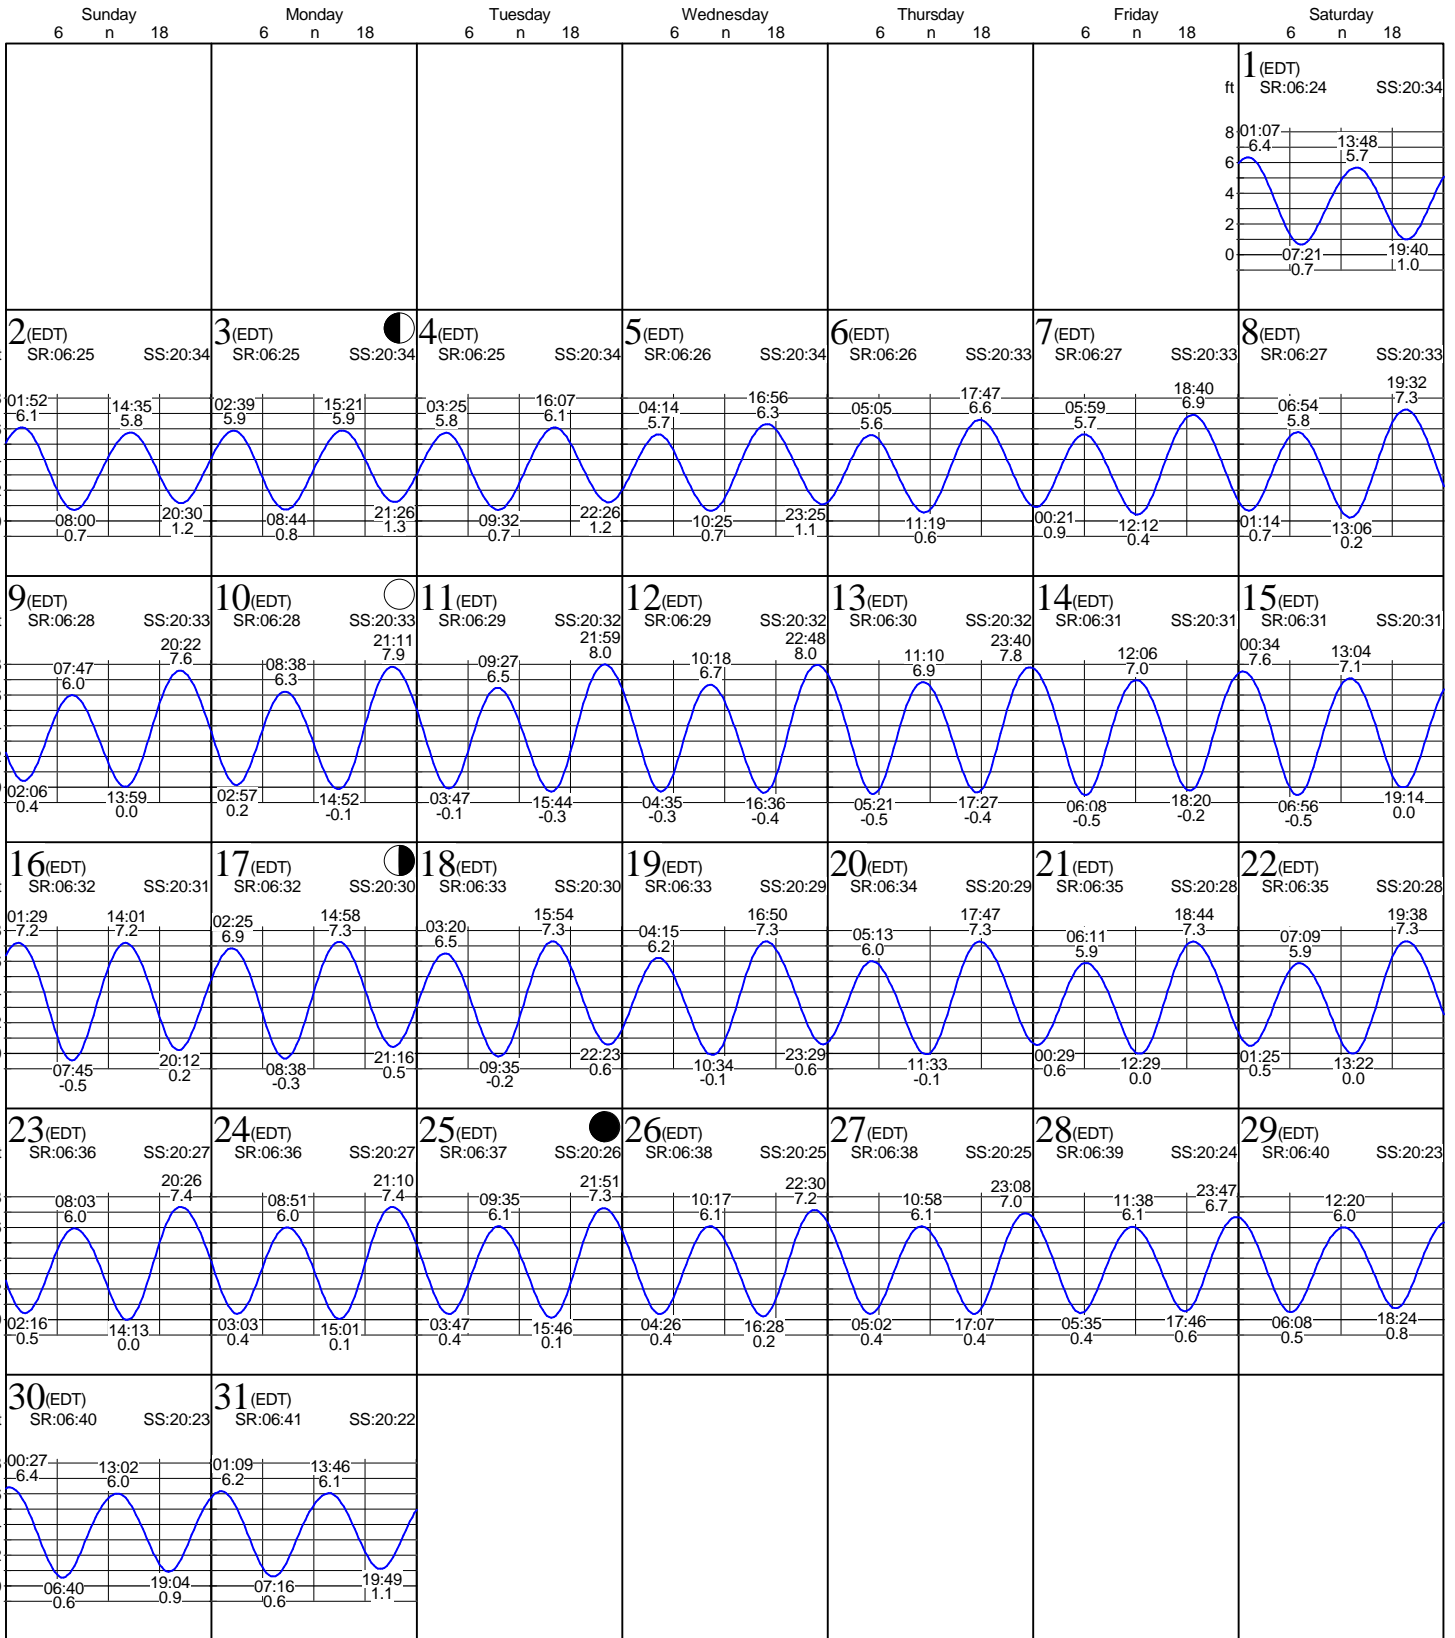 Sunday Monday Tuesday Wednesday Thursday Friday Saturday
6 n 18 6 n 18 6 n 18 6 n 18 6 n 18 6 n 18 6 n 18
1(EDT)
ft SR:06:24 SS:20:34
8 01:07 13:48
6.4 5.7
6
4
2
0 07:21 19:40
0.7 1.0
2(EDT) 3(EDT) 4(EDT) 5(EDT) 6(EDT) 7(EDT) 8(EDT)
SR:06:25 SS:20:34 SR:06:25 SS:20:34 SR:06:25 SS:20:34 SR:06:26 SS:20:34 SR:06:26 SS:20:33 SR:06:27 SS:20:33 SR:06:27 SS:20:33
01:52 14:35 02:39 15:21 03:25 16:07 04:14 16:56 05:05 17:47 05:59 18:40 06:54 19:32
6.1 5.8 5.9 5.9 5.8 6.1 5.7 6.3 5.6 6.6 5.7 6.9 5.8 7.3
08:00 20:30 08:44 21:26 09:32 22:26 10:25 23:25 11:19 00:21 12:12 01:14 13:06
0.7 1.2 0.8 1.3 0.7 1.2 0.7 1.1 0.6 0.9 0.4 0.7 0.2
9(EDT) 10(EDT) 11(EDT) 12(EDT) 13(EDT) 14(EDT) 15(EDT)
SR:06:28 SS:20:33 SR:06:28 SS:20:33 SR:06:29 SS:20:32 SR:06:29 SS:20:32 SR:06:30 SS:20:32 SR:06:31 SS:20:31 SR:06:31 SS:20:31
07:47 20:22 08:38 21:11 09:27 21:59 10:18 22:48 11:10 23:40 12:06 00:34 13:04
6.0 7.6 6.3 7.9 6.5 8.0 6.7 8.0 6.9 7.8 7.0 7.6 7.1
02:06 13:59 02:57 14:52 03:47 15:44 04:35 16:36 05:21 17:27 06:08 18:20 06:56 19:14
0.4 0.0 0.2 -0.1 -0.1 -0.3 -0.3 -0.4 -0.5 -0.4 -0.5 -0.2 -0.5 0.0
16(EDT) 17(EDT) 18(EDT) 19(EDT) 20(EDT) 21(EDT) 22(EDT)
SR:06:32 SS:20:31 SR:06:32 SS:20:30 SR:06:33 SS:20:30 SR:06:33 SS:20:29 SR:06:34 SS:20:29 SR:06:35 SS:20:28 SR:06:35 SS:20:28
01:29 14:01 02:25 14:58 03:20 15:54 04:15 16:50 05:13 17:47 06:11 18:44 07:09 19:38
7.2 7.2 6.9 7.3 6.5 7.3 6.2 7.3 6.0 7.3 5.9 7.3 5.9 7.3
07:45 20:12 08:38 21:16 09:35 22:23 10:34 23:29 11:33 00:29 12:29 01:25 13:22
-0.5 0.2 -0.3 0.5 -0.2 0.6 -0.1 0.6 -0.1 0.6 0.0 0.5 0.0
23(EDT) 24(EDT) 25(EDT) 26(EDT) 27(EDT) 28(EDT) 29(EDT)
SR:06:36 SS:20:27 SR:06:36 SS:20:27 SR:06:37 SS:20:26 SR:06:38 SS:20:25 SR:06:38 SS:20:25 SR:06:39 SS:20:24 SR:06:40 SS:20:23
08:03 20:26 08:51 21:10 09:35 21:51 10:17 22:30 10:58 23:08 11:38 23:47 12:20
6.0 7.4 6.0 7.4 6.1 7.3 6.1 7.2 6.1 7.0 6.1 6.7 6.0
02:16 14:13 03:03 15:01 03:47 15:46 04:26 16:28 05:02 17:07 05:35 17:46 06:08 18:24
0.5 0.0 0.4 0.1 0.4 0.1 0.4 0.2 0.4 0.4 0.4 0.6 0.5 0.8
30(EDT) 31(EDT)
SR:06:40 SS:20:23 SR:06:41 SS:20:22
00:27 13:02 01:09 13:46
6.4 6.0 6.2 6.1
06:40 19:04 07:16 19:49
0.6 0.9 0.6 1.1